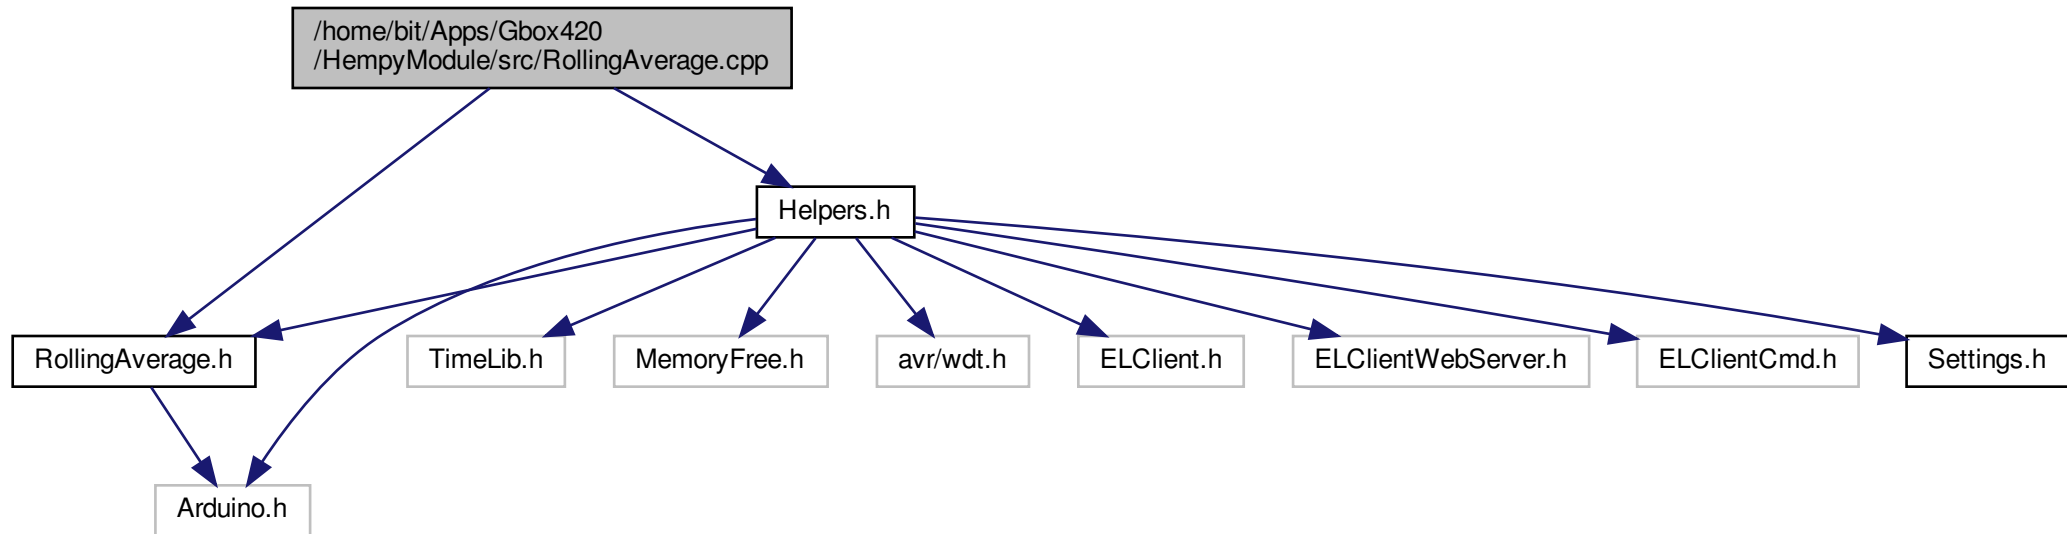 /home/bit/Apps/Gbox420
/HempyModule/src/RollingAverage.cpp
Helpers.h
RollingAverage.h
TimeLib.h
MemoryFree.h
avr/wdt.h
ELClient.h
ELClientWebServer.h
ELClientCmd.h
Settings.h
Arduino.h